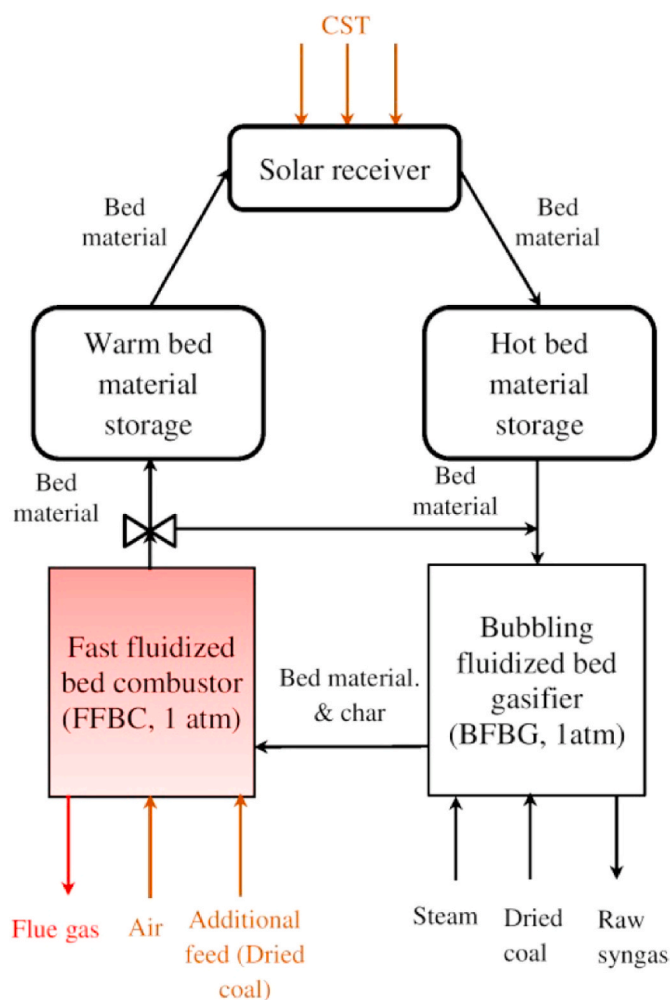 CST
Solar receiver
Bed
material
Bed
material
Warm bed
material
storage
Hot bed
material
storage
Bed
material
Bed
material
Fast fluidized
bed combustor
(FFBC, 1 atm)
Bed material.
& char
Bubbling
fluidized bed
gasifier
(BFBG, 1atm)
Flue gas
Air
Additional
feed (Dried
coal)
Steam
Dried
coal
Raw
syngas